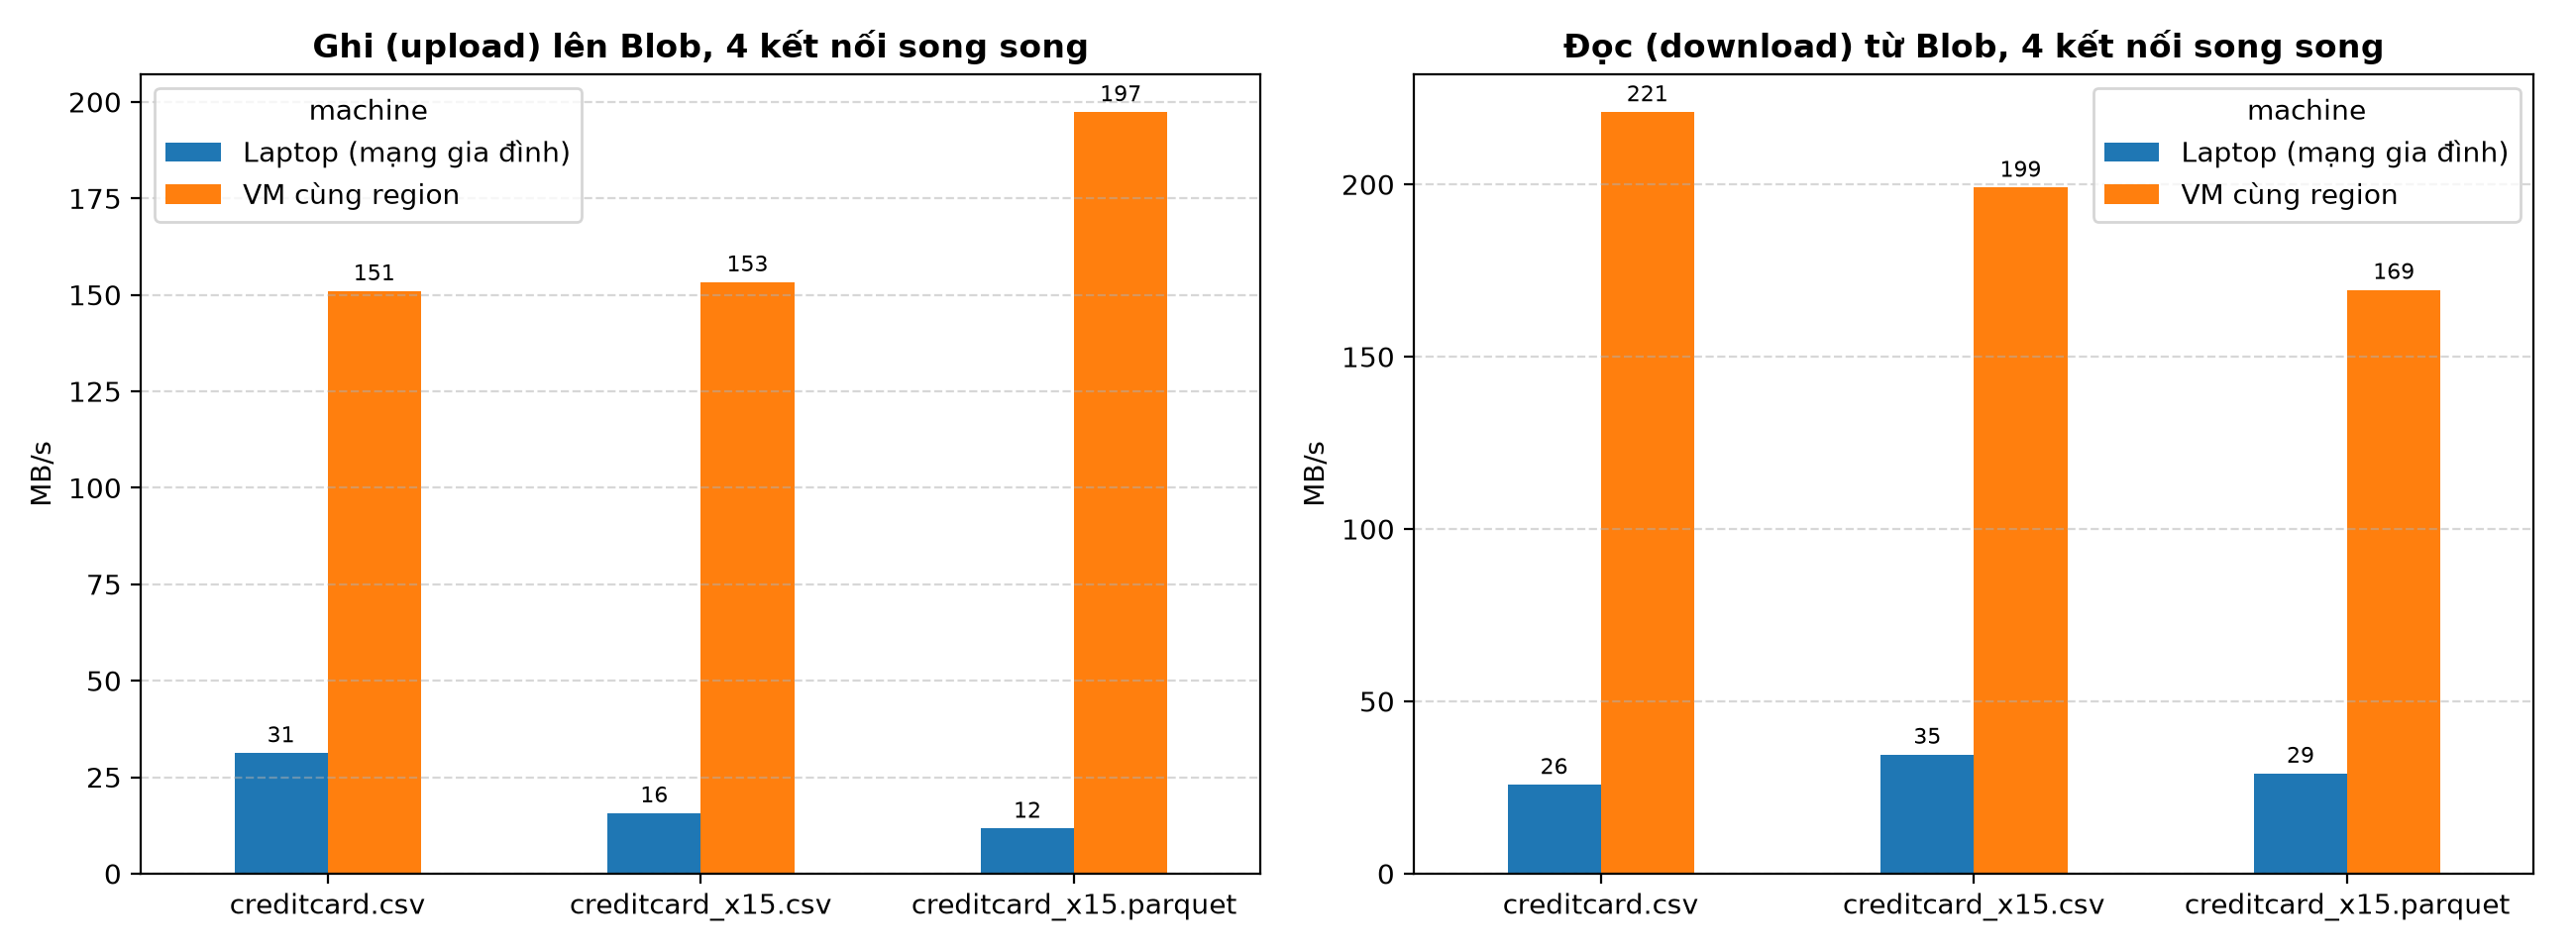 Ghi (upload) lên Blob, 4 kết nối song song
machine
Laptop (mạng gia đình)
VM cùng region
MB/s
200
175
150
125
100
75
50
25
0
31
151
16
153
12
197
creditcard.csv
creditcard_x15.csv
creditcard_x15.parquet
Đọc (download) từ Blob, 4 kết nối song song
machine
Laptop (mạng gia đình)
VM cùng region
MB/s
200
150
100
50
0
26
221
35
199
29
169
creditcard.csv
creditcard_x15.csv
creditcard_x15.parquet